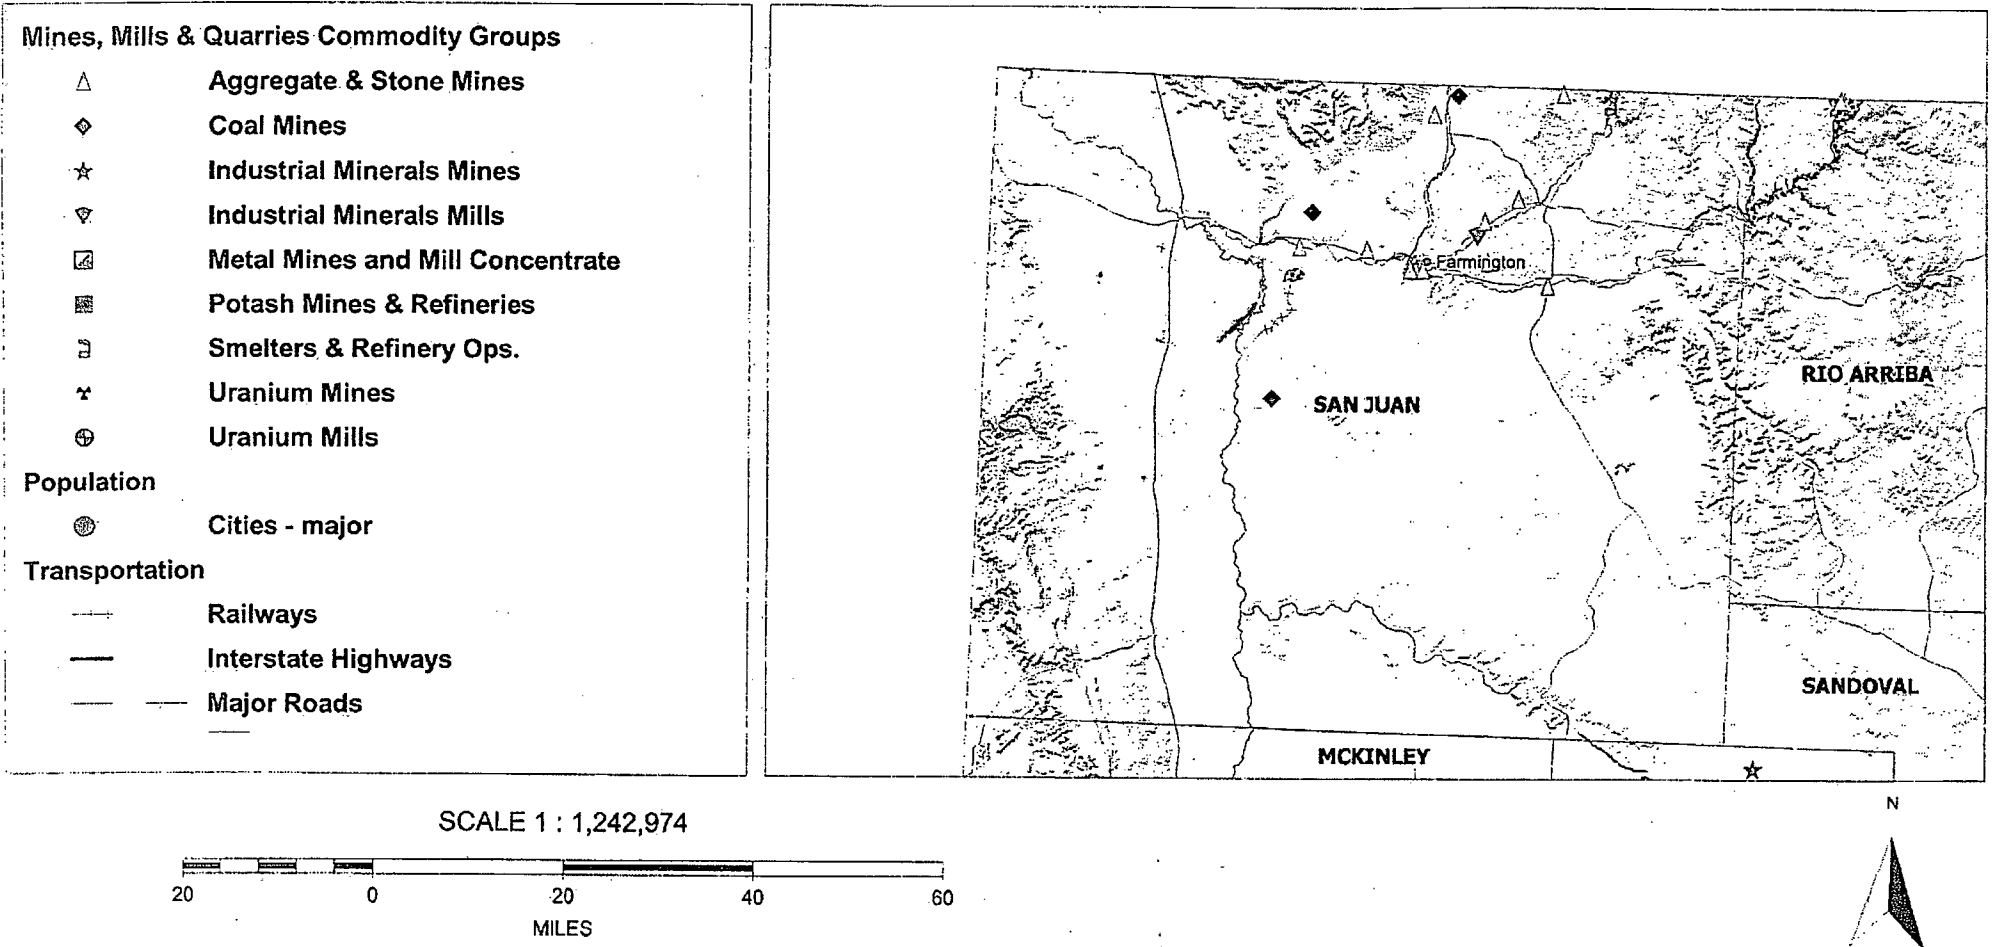 Mines, Mills & Quarries Commodity Groups
Aggregate & Stone Mines
Coal Mines
Industrial Minerals Mines
Industrial Minerals Mills
Metal Mines and Mill Concentrate
Potash Mines & Refineries
Smelters & Refinery Ops.
Uranium Mines
Uranium Mills
Population
Cities - major
Transportation
Railways
Interstate Highways
Major Roads
Farmington
RIO ARRIBA
SAN JUAN
SANDOVAL
MCKINLEY
N
SCALE 1 : 1,242,974
20 0 20 40 60
MILES